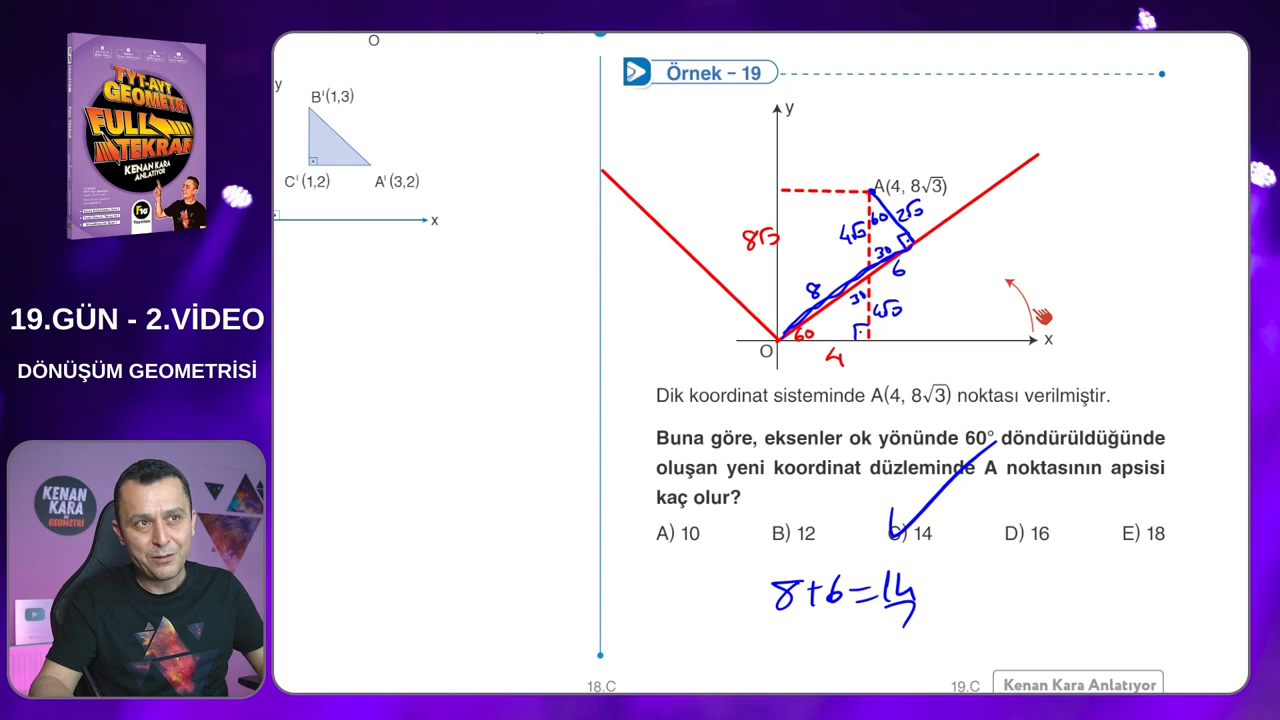 TYT-AYT
GEOMETRİ
FULL
TEKRAR
KENAN KARA
ANLATIYOR
F10
19.GÜN - 2.VİDEO
DÖNÜŞÜM GEOMETRİSİ
KENAN
KARA
GEOMETRİ
O
y
B'(1,3)
C'(1,2)
A'(3,2)
x
18.C
Örnek – 19
y
A(4, 8√3)
60
2√3
4√3
8√3
30
6
8
30
4√3
60
4
O
x
Dik koordinat sisteminde A(4, 8√3) noktası verilmiştir.
Buna göre, eksenler ok yönünde 60° döndürüldüğünde
oluşan yeni koordinat düzleminde A noktasının apsisi
kaç olur?
A) 10 B) 12 C) 14 D) 16 E) 18
8+6=14
19.C
Kenan Kara Anlatıyor